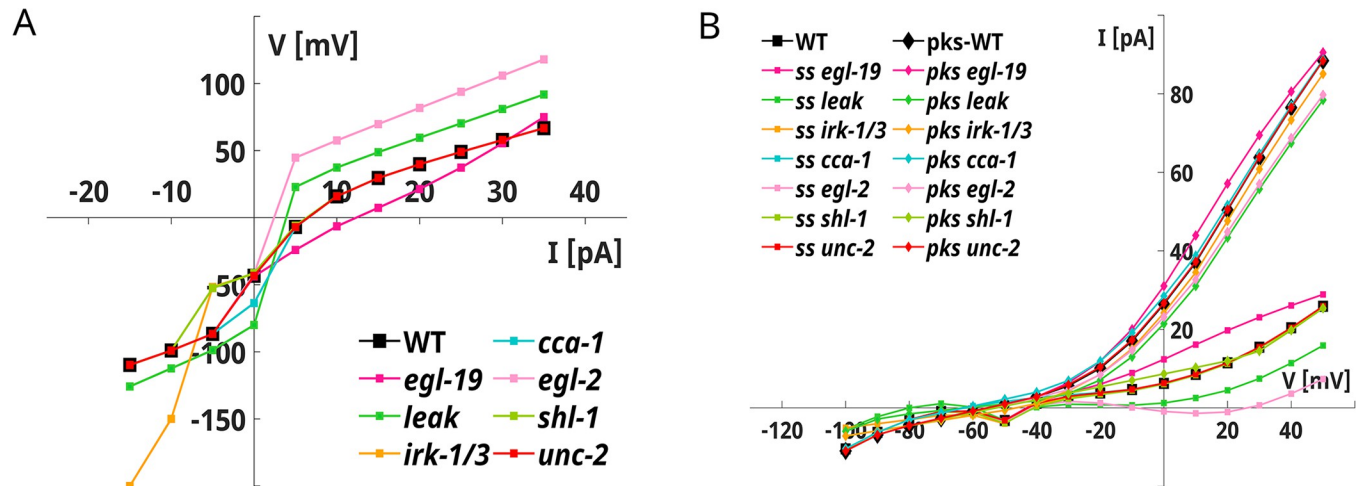 A
V [mV]
100
50
-20 -10 10 20 30 40
I [pA]
-50
-100
-150
WT cca-1
egl-19 egl-2
leak shl-1
irk-1/3 unc-2
B
I [pA]
WT pks-WT
ss egl-19 pks egl-19
ss leak pks leak
ss irk-1/3 pks irk-1/3
ss cca-1 pks cca-1
ss egl-2 pks egl-2
ss shl-1 pks shl-1
ss unc-2 pks unc-2
80
60
40
20
V [mV]
-120 -100 -80 -60 -40 -20 20 40